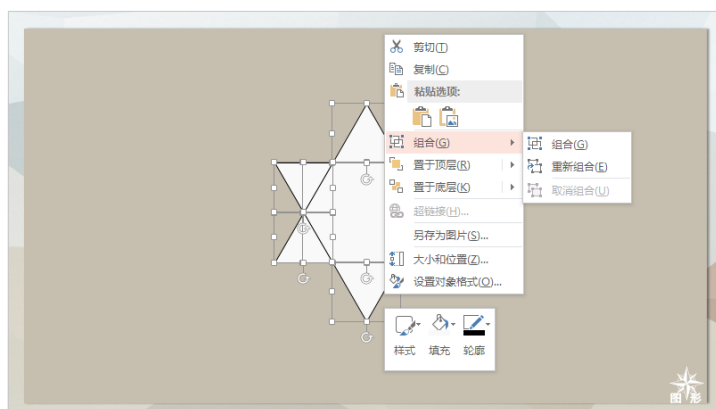 剪切(T)
复制(C)
粘贴选项:
组合(G)
置于顶层(R)
置于底层(K)
超链接(H)...
另存为图片(S)...
大小和位置(Z)...
设置对象格式(O)...
组合(G)
重新组合(E)
取消组合(U)
样式 填充 轮廓
图形